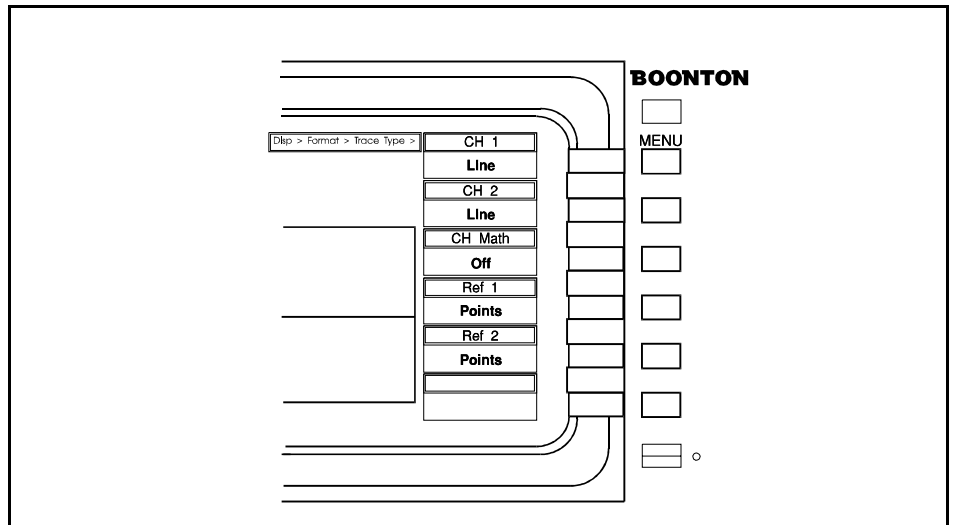 BOONTON
MENU
Disp > Format > Trace Type >
CH 1
Line
CH 2
Line
CH Math
Off
Ref 1
Points
Ref 2
Points